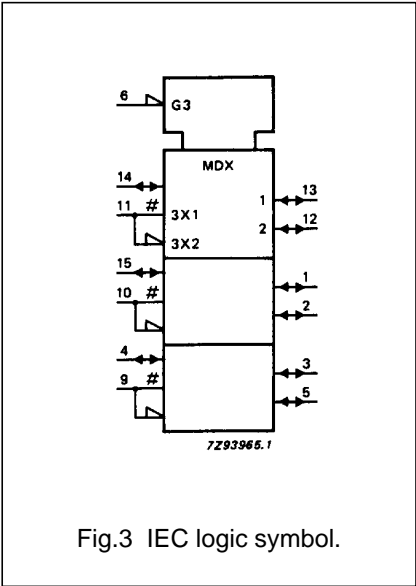 6 G3
MDX
14
11 # 3X1 1 13
3X2 2 12
15
10 # 1
2
4
9 # 3
5
7Z93965.1
Fig.3 IEC logic symbol.